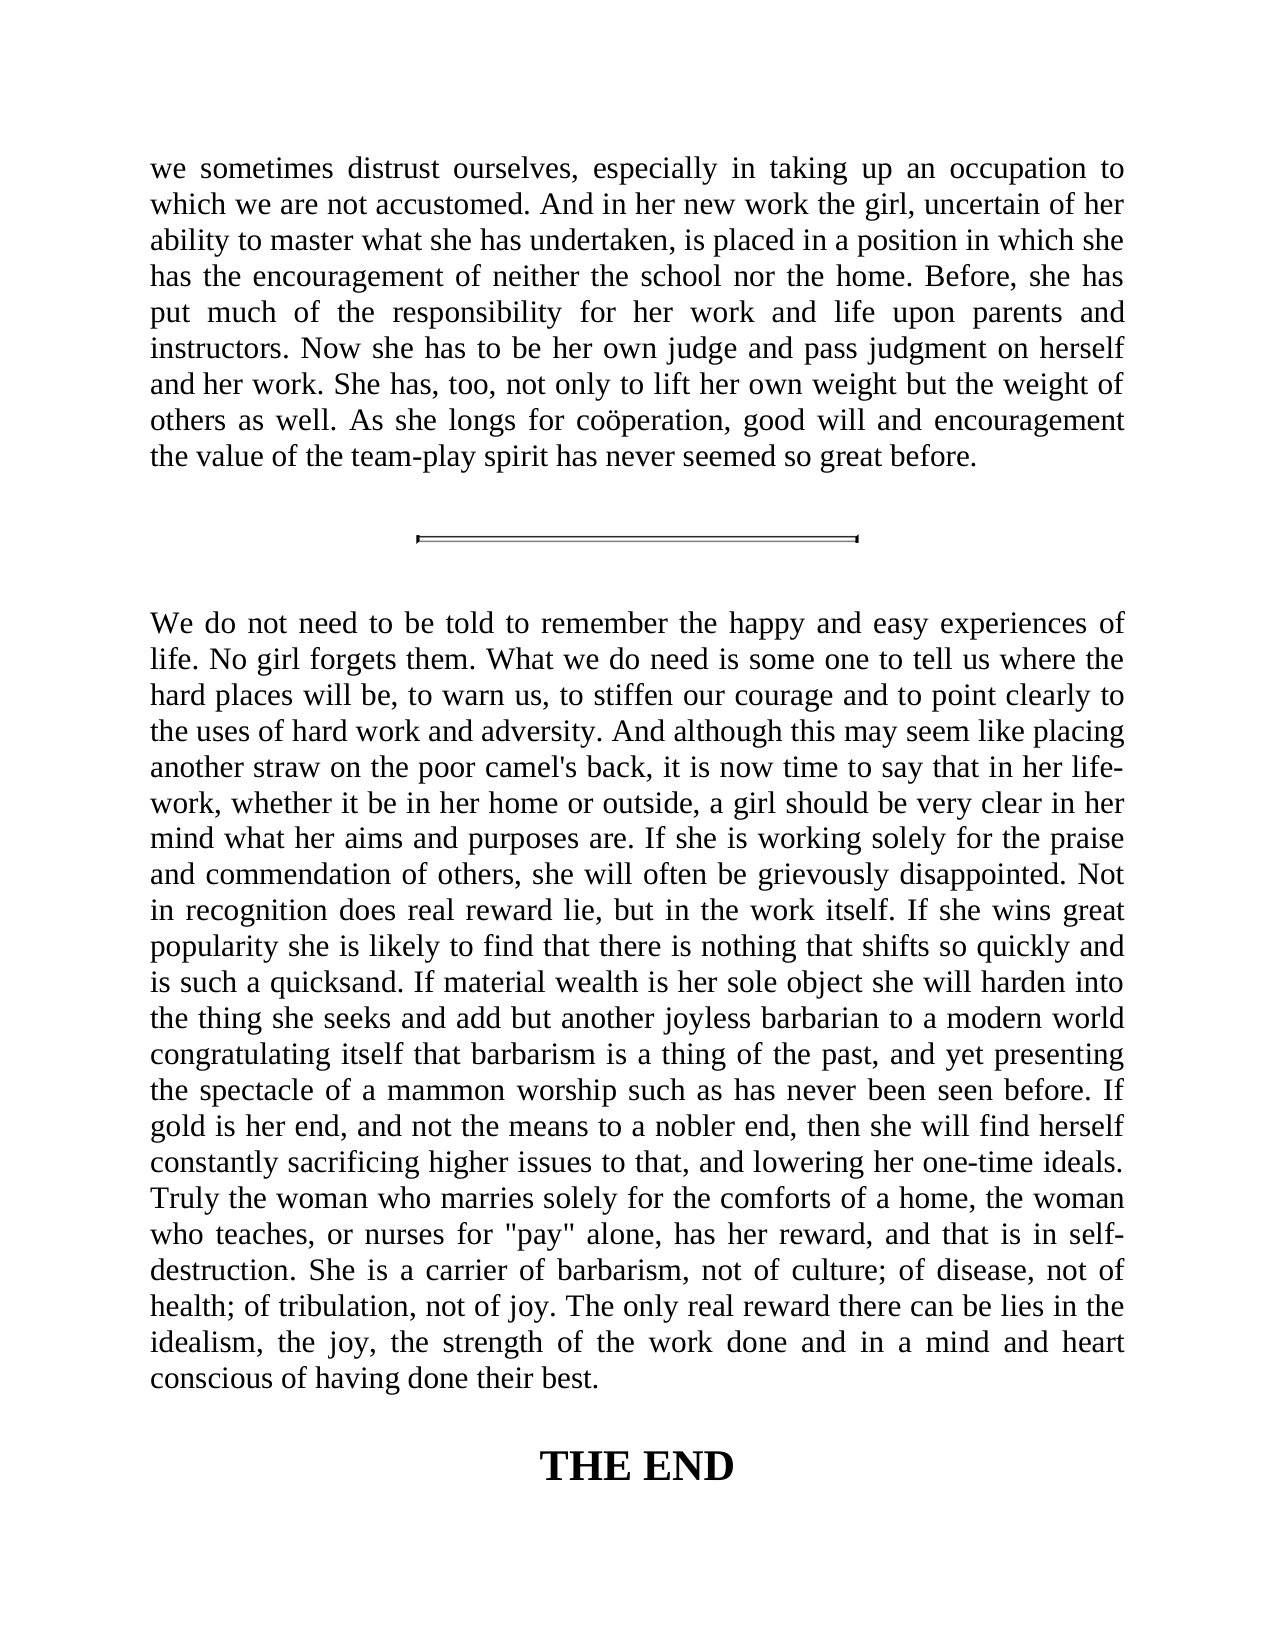 we sometimes distrust ourselves, especially in taking up an occupation to
which we are not accustomed. And in her new work the girl, uncertain of her
ability to master what she has undertaken, is placed in a position in which she
has the encouragement of neither the school nor the home. Before, she has
put much of the responsibility for her work and life upon parents and
instructors. Now she has to be her own judge and pass judgment on herself
and her work. She has, too, not only to lift her own weight but the weight of
others as well. As she longs for coöperation, good will and encouragement
the value of the team-play spirit has never seemed so great before.
We do not need to be told to remember the happy and easy experiences of
life. No girl forgets them. What we do need is some one to tell us where the
hard places will be, to warn us, to stiffen our courage and to point clearly to
the uses of hard work and adversity. And although this may seem like placing
another straw on the poor camel's back, it is now time to say that in her life-
work, whether it be in her home or outside, a girl should be very clear in her
mind what her aims and purposes are. If she is working solely for the praise
and commendation of others, she will often be grievously disappointed. Not
in recognition does real reward lie, but in the work itself. If she wins great
popularity she is likely to find that there is nothing that shifts so quickly and
is such a quicksand. If material wealth is her sole object she will harden into
the thing she seeks and add but another joyless barbarian to a modern world
congratulating itself that barbarism is a thing of the past, and yet presenting
the spectacle of a mammon worship such as has never been seen before. If
gold is her end, and not the means to a nobler end, then she will find herself
constantly sacrificing higher issues to that, and lowering her one-time ideals.
Truly the woman who marries solely for the comforts of a home, the woman
who teaches, or nurses for "pay" alone, has her reward, and that is in self-
destruction. She is a carrier of barbarism, not of culture; of disease, not of
health; of tribulation, not of joy. The only real reward there can be lies in the
idealism, the joy, the strength of the work done and in a mind and heart
conscious of having done their best.
THE END